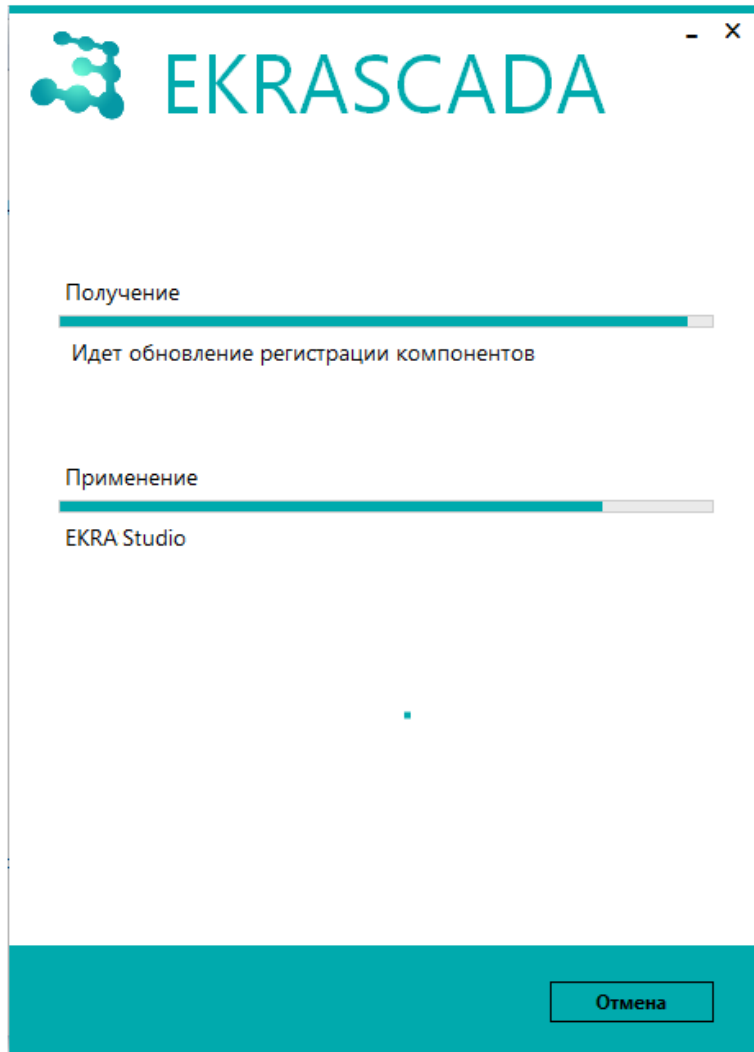 EKRASCADA
Получение
Идет обновление регистрации компонентов
Применение
EKRA Studio
Отмена